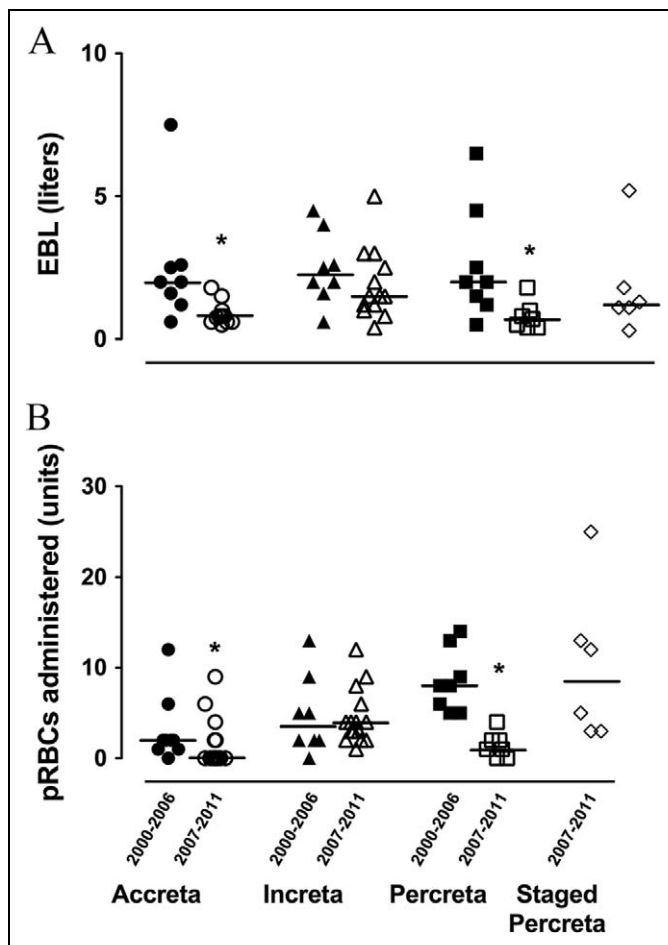 A
10
EBL (liters)
5
*
*
0
B
30
pRBCs administered (units)
20
10
*
*
0
2000-2006
2007-2011
2000-2006
2007-2011
2000-2006
2007-2011
2007-2011
Accreta
Increta
Percreta
Staged
Percreta